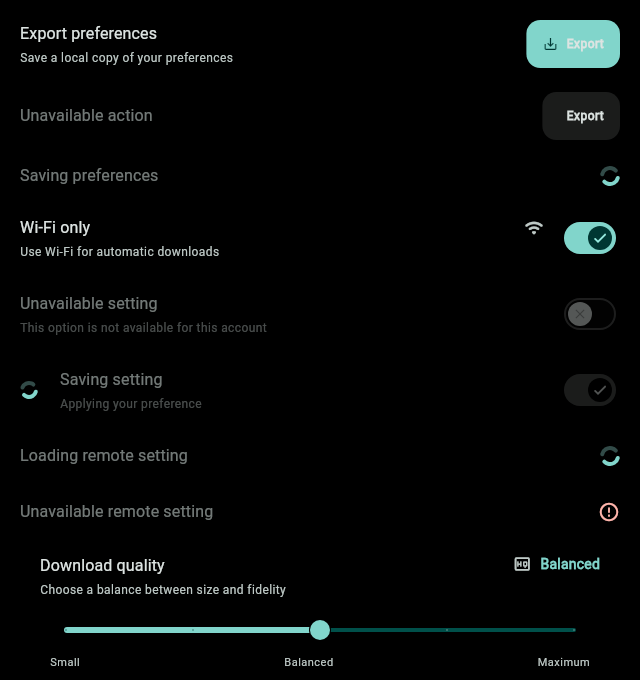 Export preferences
Save a local copy of your preferences
Export
Unavailable action
Export
Saving preferences
Wi-Fi only
Use Wi-Fi for automatic downloads
Unavailable setting
This option is not available for this account
Saving setting
Applying your preference
Loading remote setting
Unavailable remote setting
Download quality
HQ Balanced
Choose a balance between size and fidelity
Small Balanced Maximum